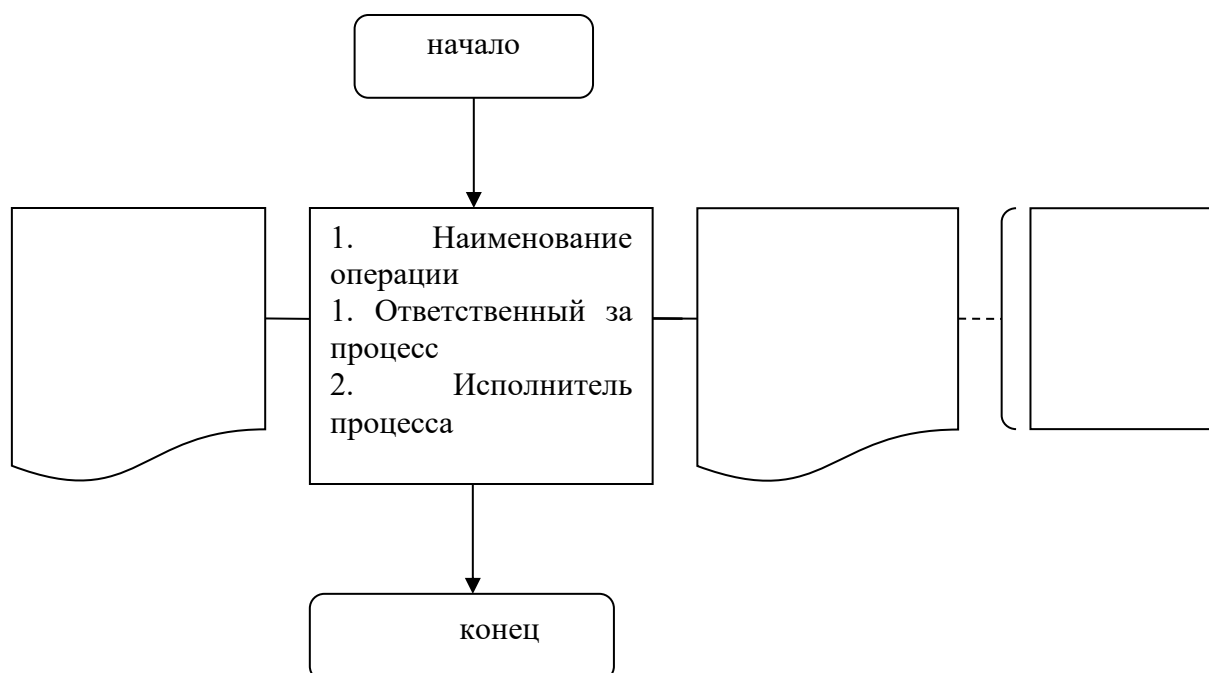 начало
1. Наименование
операции
1. Ответственный за
процесс
2. Исполнитель
процесса
конец